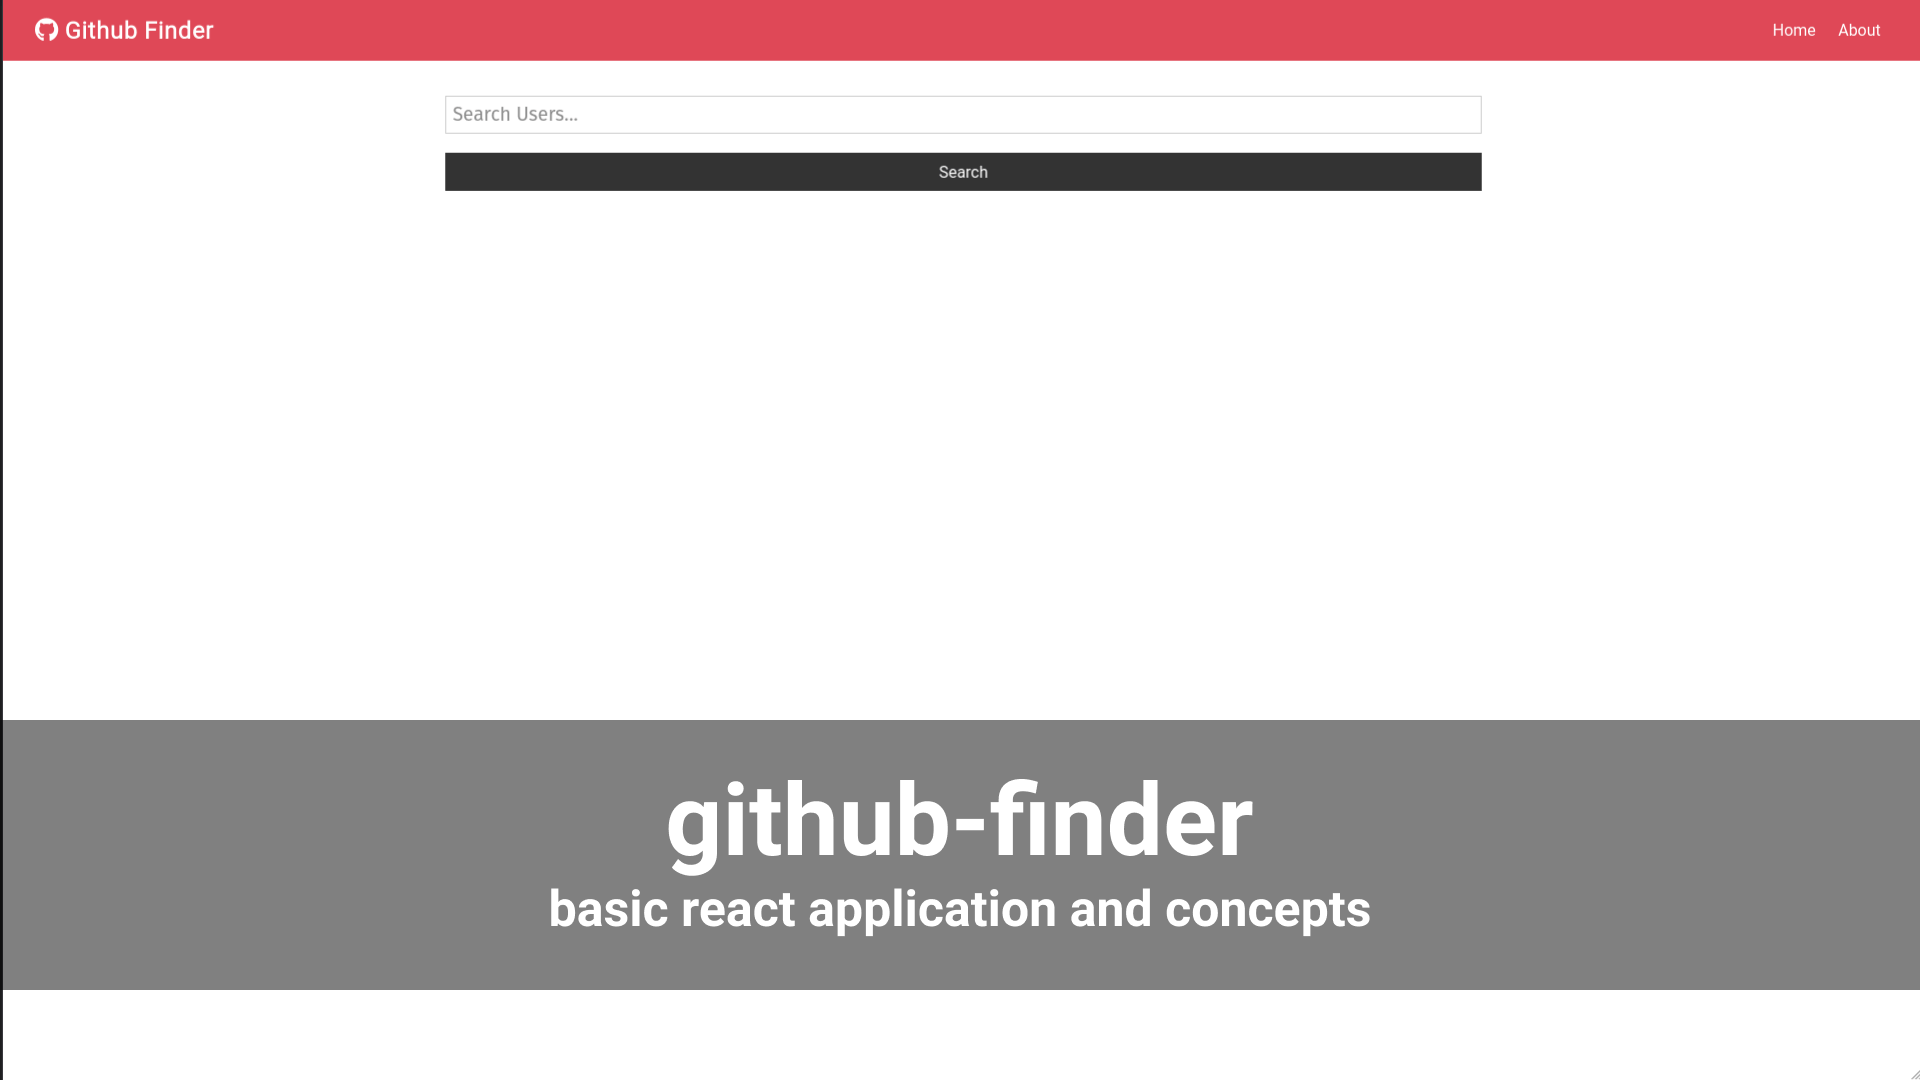 Github Finder
Home
About
Search Users...
Search
github-finder
basic react application and concepts